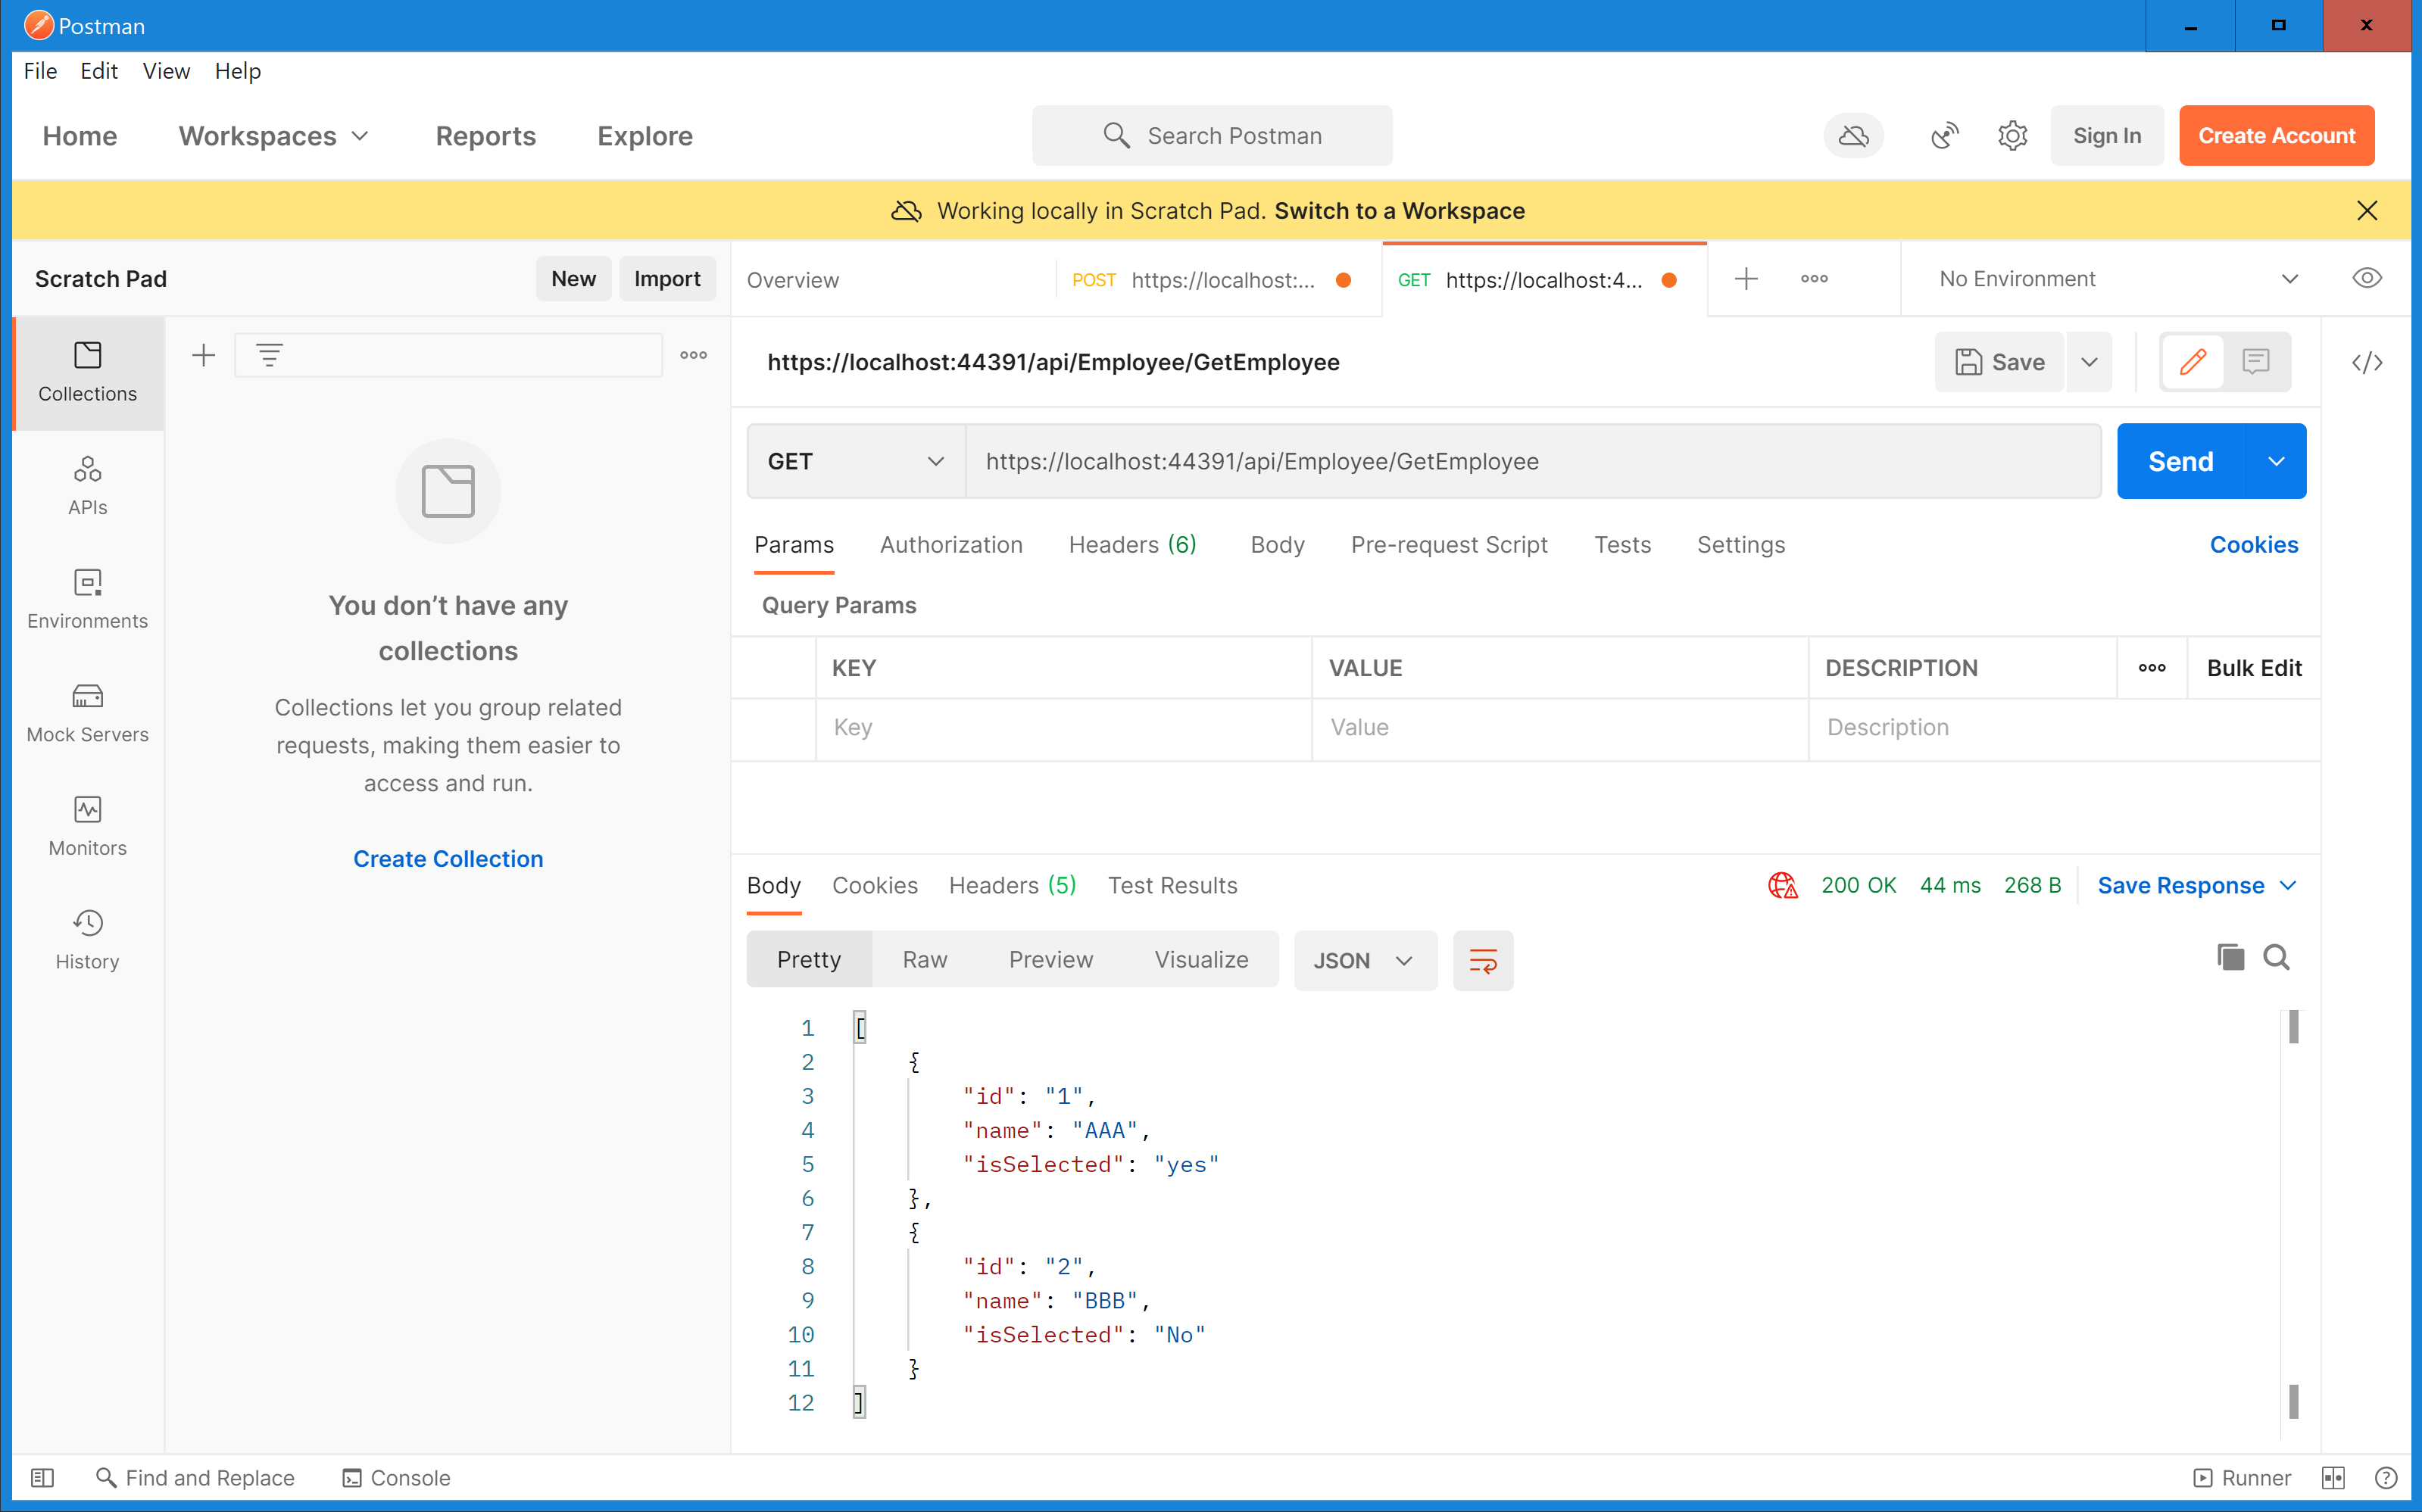 Postman
File Edit View Help
Home Workspaces Reports Explore Search Postman Sign In Create Account
Working locally in Scratch Pad. Switch to a Workspace
Scratch Pad New Import
Overview POST https://localhost:... GET https://localhost:4... No Environment
Collections
APIs
Environments
Mock Servers
Monitors
History
You don’t have any
collections
Collections let you group related
requests, making them easier to
access and run.
Create Collection
https://localhost:44391/api/Employee/GetEmployee Save
GET https://localhost:44391/api/Employee/GetEmployee Send
Params Authorization Headers (6) Body Pre-request Script Tests Settings Cookies
Query Params
KEY VALUE DESCRIPTION Bulk Edit
Key Value Description
Body Cookies Headers (5) Test Results 200 OK 44 ms 268 B Save Response
Pretty Raw Preview Visualize JSON
1 [
2 {
3 "id": "1",
4 "name": "AAA",
5 "isSelected": "yes"
6 },
7 {
8 "id": "2",
9 "name": "BBB",
10 "isSelected": "No"
11 }
12 ]
Find and Replace Console Runner